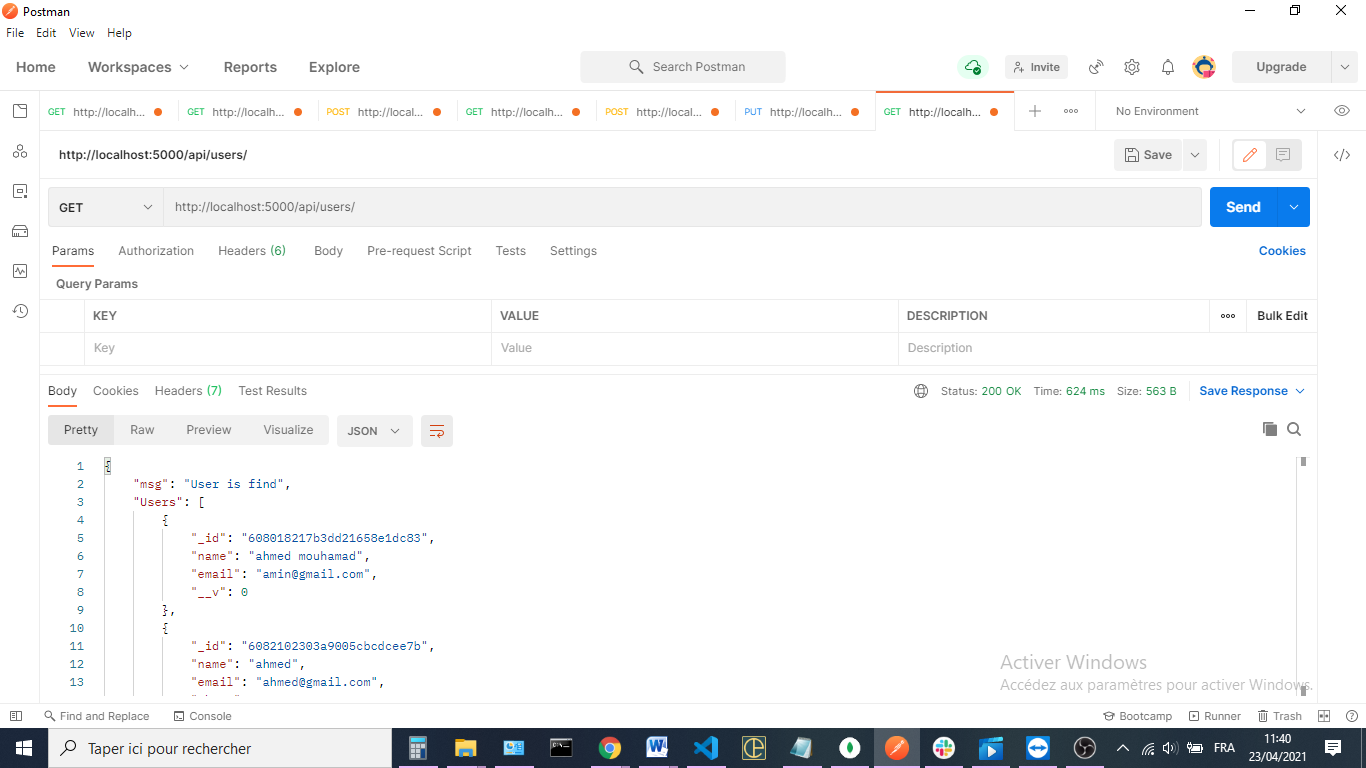 Postman
File Edit View Help
Home Workspaces Reports Explore Search Postman Invite Upgrade
GET http://localh... GET http://localh... POST http://local... GET http://localh... POST http://local... PUT http://localh... GET http://localh... No Environment
http://localhost:5000/api/users/ Save
GET http://localhost:5000/api/users/ Send
Params Authorization Headers (6) Body Pre-request Script Tests Settings Cookies
Query Params
KEY VALUE DESCRIPTION Bulk Edit
Key Value Description
Body Cookies Headers (7) Test Results Status: 200 OK Time: 624 ms Size: 563 B Save Response
Pretty Raw Preview Visualize JSON
1 {
2 "msg": "User is find",
3 "Users": [
4 {
5 "_id": "608018217b3dd21658e1dc83",
6 "name": "ahmed mouhamad",
7 "email": "amin@gmail.com",
8 "__v": 0
9 },
10 {
11 "_id": "6082102303a9005cbcdcee7b",
12 "name": "ahmed",
13 "email": "ahmed@gmail.com",
Activer Windows
Accédez aux paramètres pour activer Windows.
Find and Replace Console Bootcamp Runner Trash
Taper ici pour rechercher FRA 11:40
23/04/2021